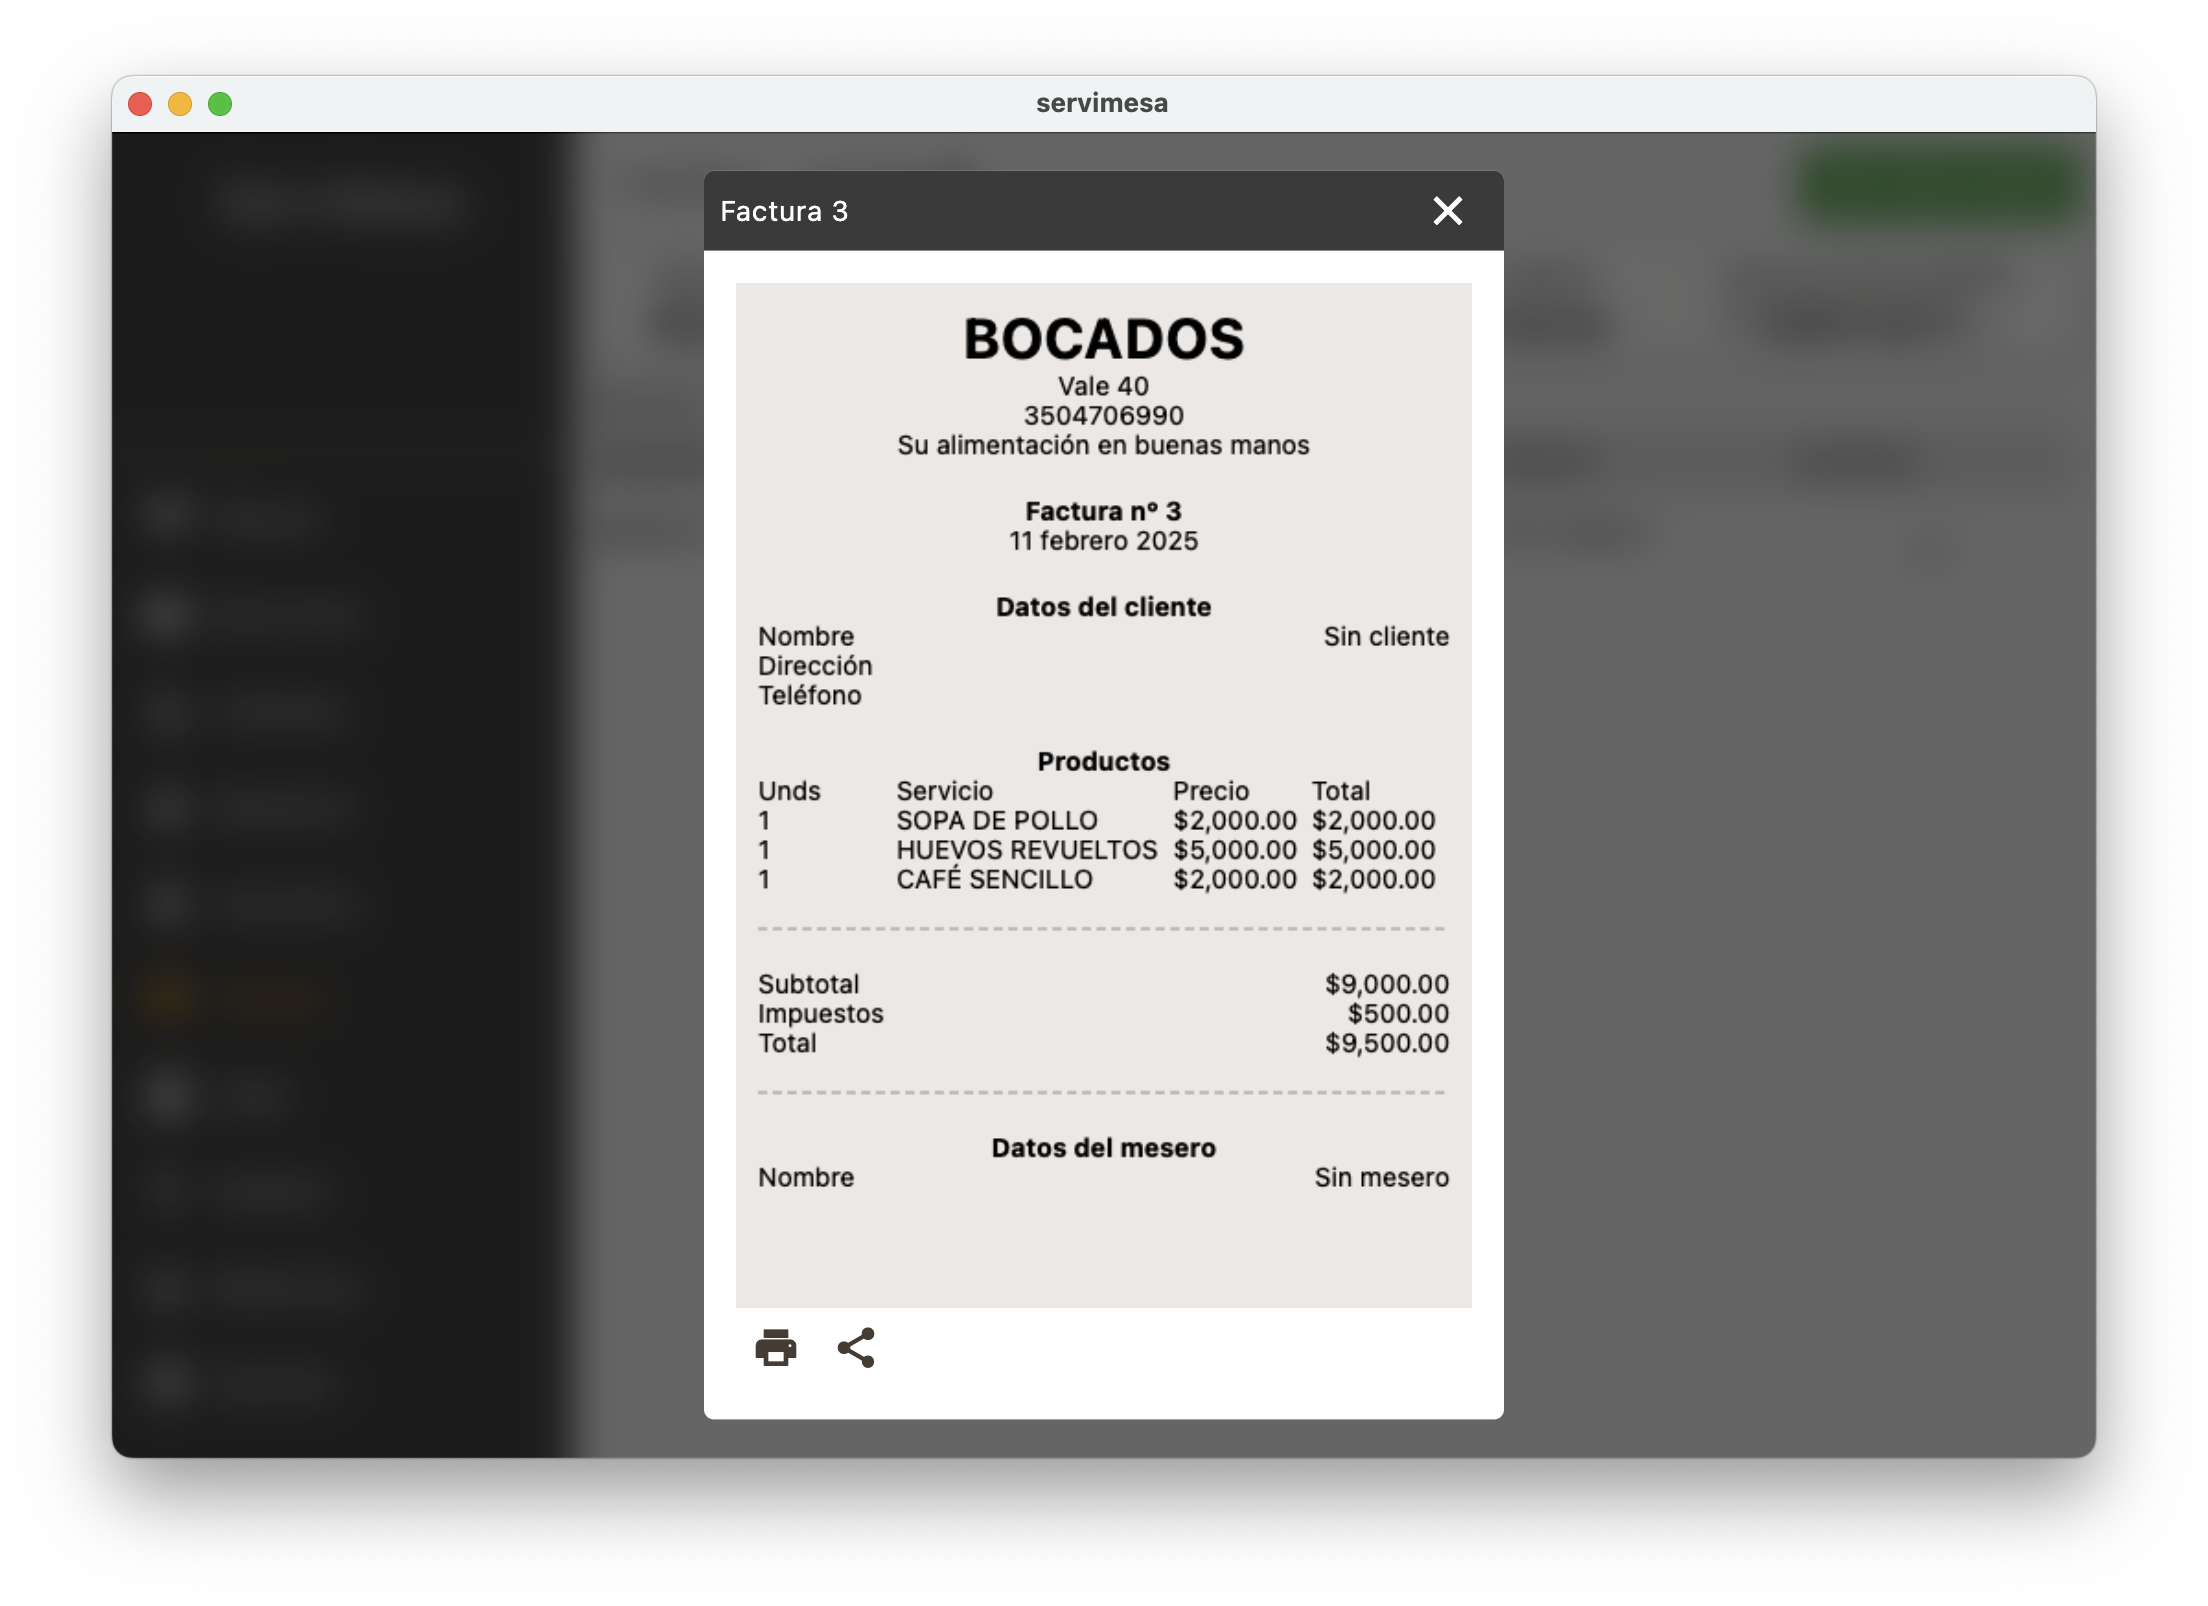 servimesa
Factura 3
BOCADOS
Vale 40
3504706990
Su alimentación en buenas manos
Factura nº 3
11 febrero 2025
Datos del cliente
Nombre Sin cliente
Dirección
Teléfono
Productos
Unds Servicio Precio Total
1 SOPA DE POLLO $2,000.00 $2,000.00
1 HUEVOS REVUELTOS $5,000.00 $5,000.00
1 CAFÉ SENCILLO $2,000.00 $2,000.00
Subtotal $9,000.00
Impuestos $500.00
Total $9,500.00
Datos del mesero
Nombre Sin mesero